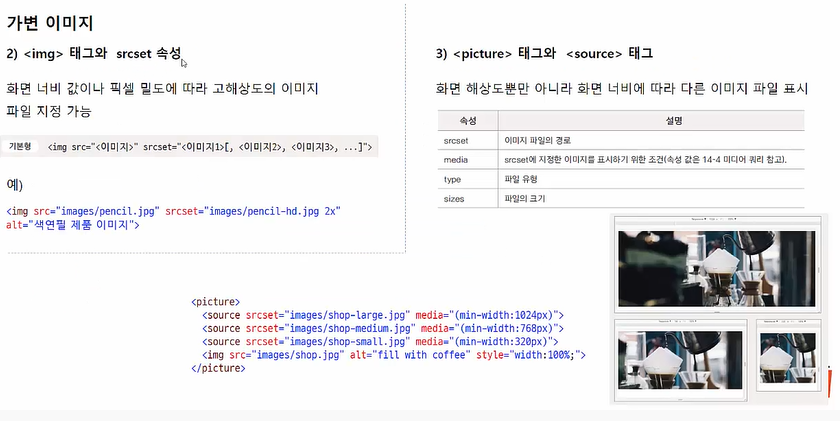 가변 이미지
2) <img> 태그와 srcset 속성
화면 너비 값이나 픽셀 밀도에 따라 고해상도의 이미지
파일 지정 가능
기본형 <img src="<이미지>" srcset="<이미지1>[, <이미지2>, <이미지3>, ...]">
예)
<img src="images/pencil.jpg" srcset="images/pencil-hd.jpg 2x"
alt="색연필 제품 이미지">
3) <picture> 태그와 <source> 태그
화면 해상도뿐만 아니라 화면 너비에 따라 다른 이미지 파일 표시
속성 설명
srcset 이미지 파일의 경로
media srcset에 지정한 이미지를 표시하기 위한 조건(속성 값은 14-4 미디어 쿼리 참고).
type 파일 유형
sizes 파일의 크기
<picture>
<source srcset="images/shop-large.jpg" media="(min-width:1024px)">
<source srcset="images/shop-medium.jpg" media="(min-width:768px)">
<source srcset="images/shop-small.jpg" media="(min-width:320px)">
<img src="images/shop.jpg" alt="fill with coffee" style="width:100%;">
</picture>